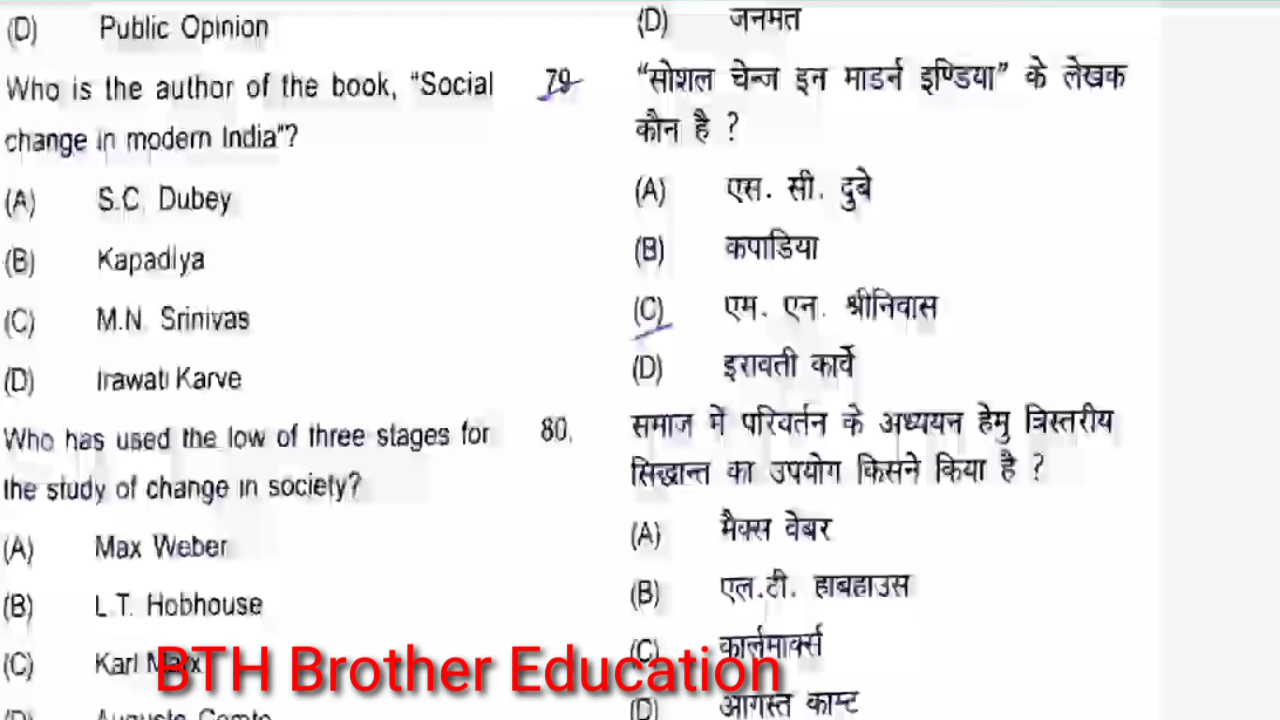 (D) Public Opinion
Who is the author of the book, "Social
change in modern India"?
(A) S.C. Dubey
(B) Kapadiya
(C) M.N. Srinivas
(D) Irawati Karve
Who has used the low of three stages for
the study of change in society?
(A) Max Weber
(B) L.T. Hobhouse
(C) Karl Marx
(D) Auguste Comte
(D) जनमत
79 "सोशल चेन्ज इन माडर्न इण्डिया" के लेखक
कौन है ?
(A) एस. सी. दुबे
(B) कपाडिया
(C) एम. एन. श्रीनिवास
(D) इरावती कार्वे
80. समाज में परिवर्तन के अध्ययन हेमु त्रिस्तरीय
सिद्धान्त का उपयोग किसने किया है ?
(A) मैक्स वेबर
(B) एल.टी. हाबहाउस
(C) कार्लमार्क्स
(D) आगस्त काम्ट
BTH Brother Education